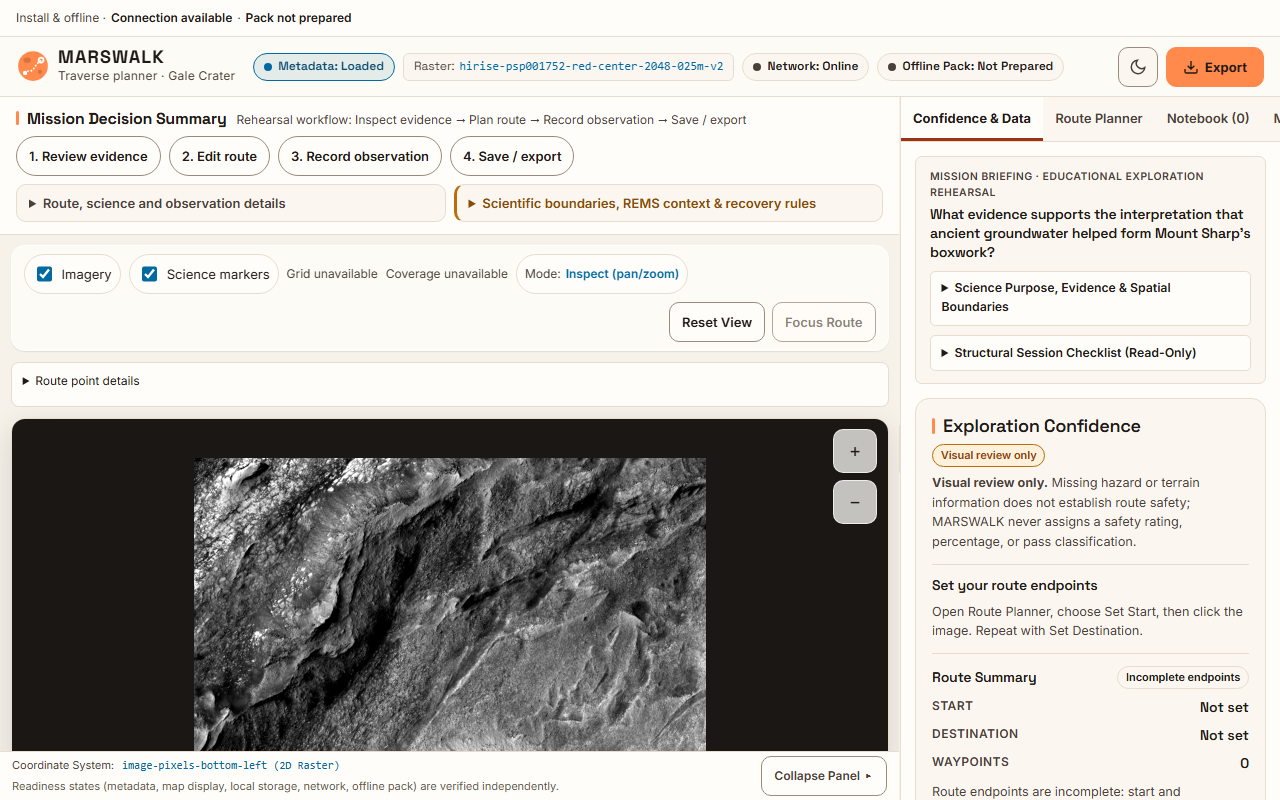 Install & offline · Connection available · Pack not prepared
MARSWALK
Traverse planner · Gale Crater
Metadata: Loaded
Raster: hirise-psp001752-red-center-2048-025m-v2
Network: Online
Offline Pack: Not Prepared
Export
Mission Decision Summary
Rehearsal workflow: Inspect evidence → Plan route → Record observation → Save / export
1. Review evidence
2. Edit route
3. Record observation
4. Save / export
▶ Route, science and observation details
▶ Scientific boundaries, REMS context & recovery rules
Imagery
Science markers
Grid unavailable
Coverage unavailable
Mode: Inspect (pan/zoom)
Reset View
Focus Route
▶ Route point details
+
−
Coordinate System: image-pixels-bottom-left (2D Raster)
Readiness states (metadata, map display, local storage, network, offline pack) are verified independently.
Collapse Panel ▸
Confidence & Data
Route Planner
Notebook (0)
M
MISSION BRIEFING · EDUCATIONAL EXPLORATION
REHEARSAL
What evidence supports the interpretation that
ancient groundwater helped form Mount Sharp's
boxwork?
▶ Science Purpose, Evidence & Spatial
Boundaries
▶ Structural Session Checklist (Read-Only)
Exploration Confidence
Visual review only
Visual review only. Missing hazard or terrain
information does not establish route safety;
MARSWALK never assigns a safety rating,
percentage, or pass classification.
Set your route endpoints
Open Route Planner, choose Set Start, then click the
image. Repeat with Set Destination.
Route Summary
Incomplete endpoints
START Not set
DESTINATION Not set
WAYPOINTS 0
Route endpoints are incomplete: start and